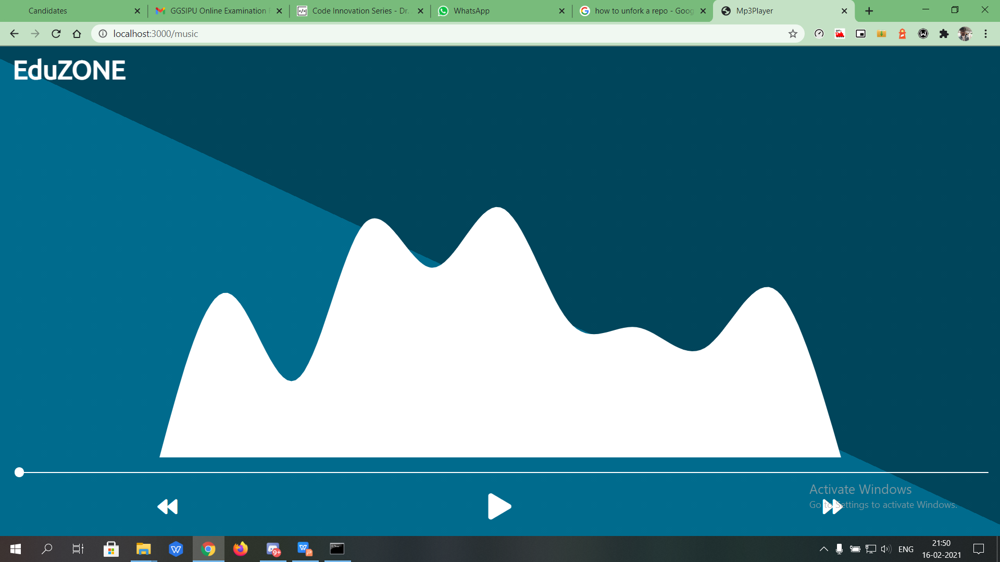 Candidates
GGSIPU Online Examination
Code Innovation Series - Dr.
WhatsApp
how to unfork a repo - Goog
Mp3Player
localhost:3000/music
EduZONE
Activate Windows
Go to Settings to activate Windows.
9+
ENG
21:50
16-02-2021